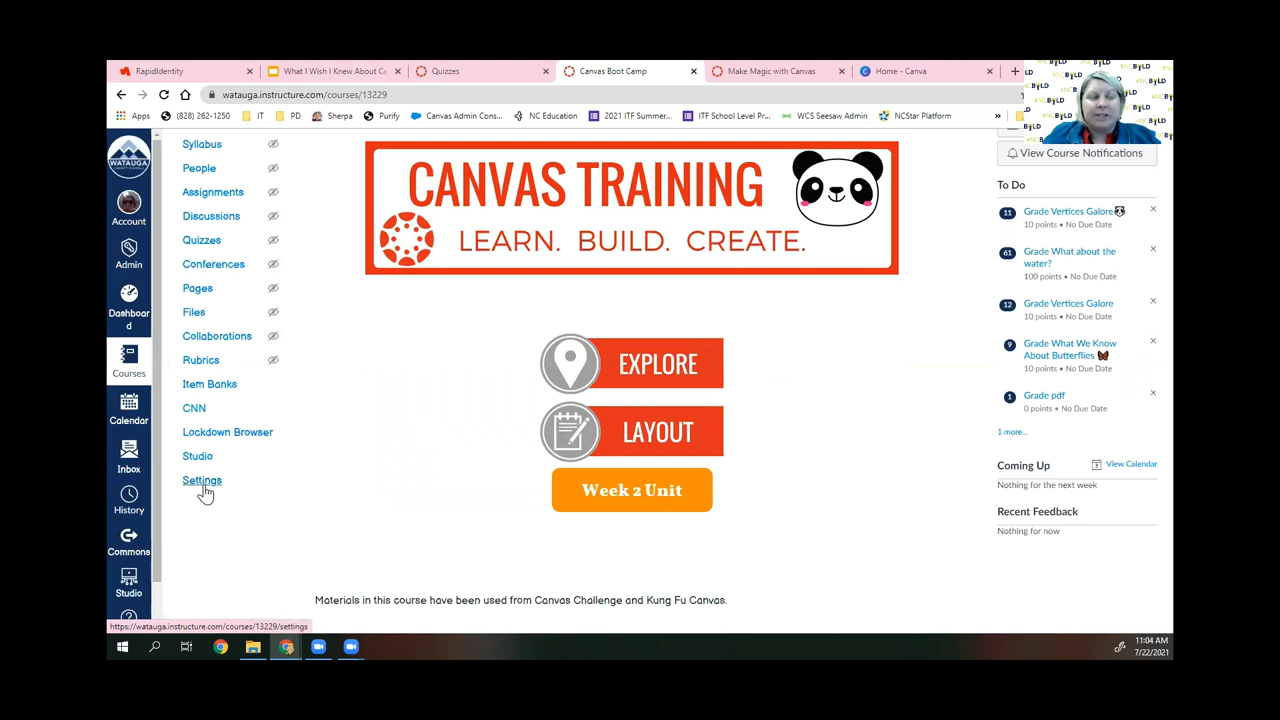 RapidIdentity
What I Wish I Knew About Ca
Quizzes
Canvas Boot Camp
Make Magic with Canvas
Home - Canva
watauga.instructure.com/courses/13229
Apps
(828) 262-1250
IT
PD
Sherpa
Purify
Canvas Admin Cons...
NC Education
2021 ITF Summer...
ITF School Level Pr...
WCS Seesaw Admin
NCStar Platform
»
WATAUGA
Account
Admin
Dashboar
d
Courses
Calendar
Inbox
History
Commons
Studio
Syllabus
People
Assignments
Discussions
Quizzes
Conferences
Pages
Files
Collaborations
Rubrics
Item Banks
CNN
Lockdown Browser
Studio
Settings
CANVAS TRAINING
LEARN. BUILD. CREATE.
EXPLORE
LAYOUT
Week 2 Unit
Materials in this course have been used from Canvas Challenge and Kung Fu Canvas.
#NCBOLD
View Course Notifications
To Do
11
Grade Vertices Galore
10 points • No Due Date
61
Grade What about the
water?
100 points • No Due Date
12
Grade Vertices Galore
10 points • No Due Date
9
Grade What We Know
About Butterflies
10 points • No Due Date
1
Grade pdf
0 points • No Due Date
1 more...
Coming Up
View Calendar
Nothing for the next week
Recent Feedback
Nothing for now
https://watauga.instructure.com/courses/13229/settings
11:04 AM
7/22/2021